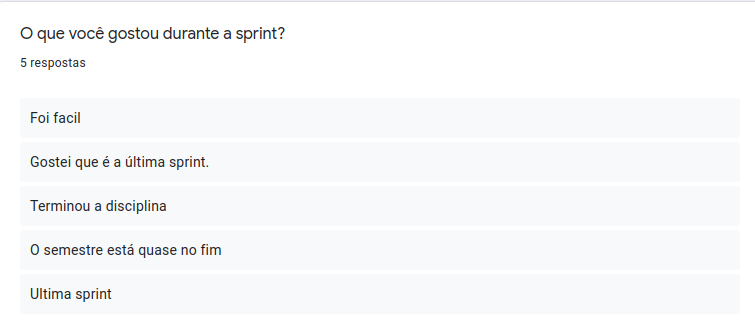 O que você gostou durante a sprint?
5 respostas
Foi facil
Gostei que é a última sprint.
Terminou a disciplina
O semestre está quase no fim
Ultima sprint